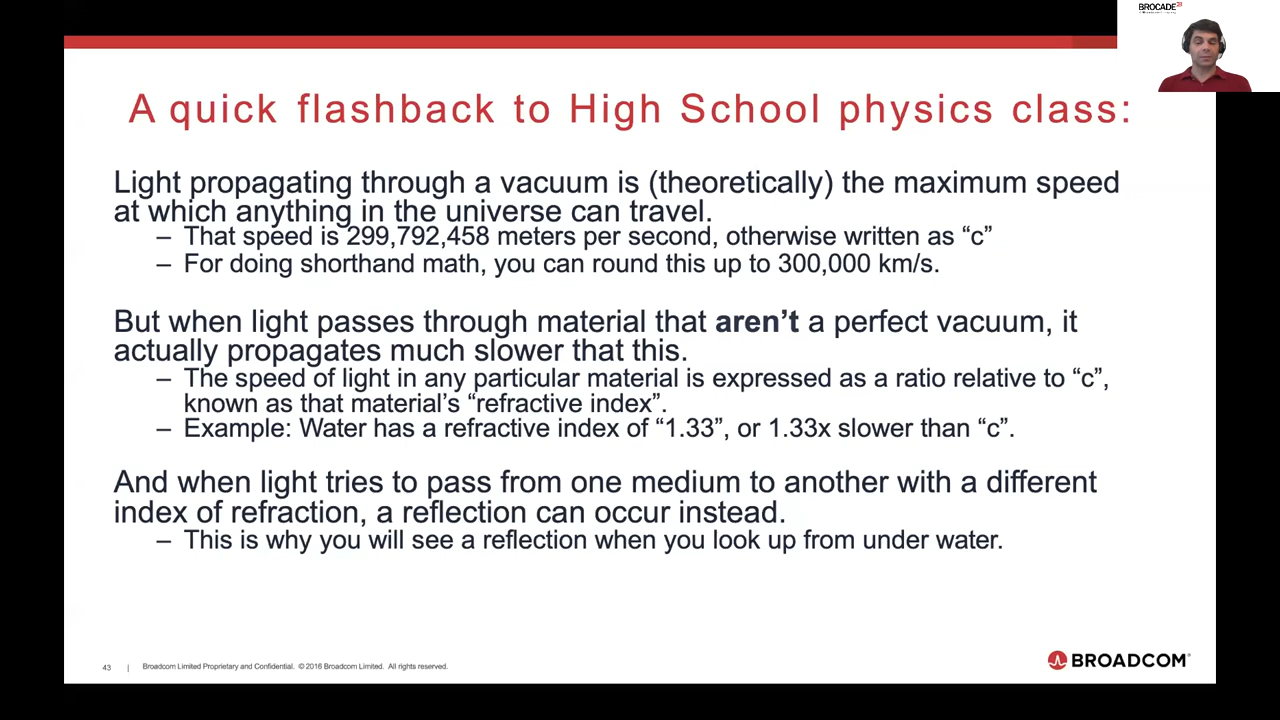 BROCADE
A quick flashback to High School physics class:
Light propagating through a vacuum is (theoretically) the maximum speed
at which anything in the universe can travel.
– That speed is 299,792,458 meters per second, otherwise written as “c”
– For doing shorthand math, you can round this up to 300,000 km/s.
But when light passes through material that aren’t a perfect vacuum, it
actually propagates much slower that this.
– The speed of light in any particular material is expressed as a ratio relative to “c”,
known as that material’s “refractive index”.
– Example: Water has a refractive index of “1.33”, or 1.33x slower than “c”.
And when light tries to pass from one medium to another with a different
index of refraction, a reflection can occur instead.
– This is why you will see a reflection when you look up from under water.
43 | Broadcom Limited Proprietary and Confidential. © 2016 Broadcom Limited. All rights reserved.
BROADCOM